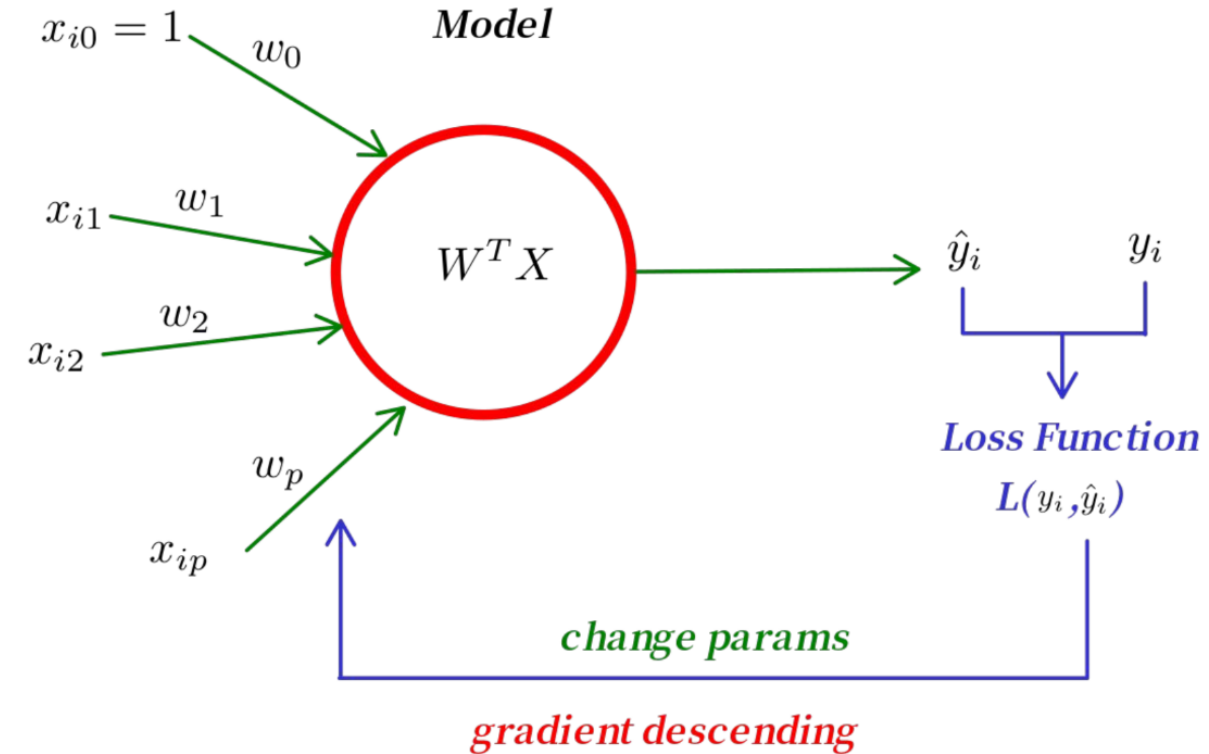 x_{i0} = 1
w_0
Model
x_{i1}
w_1
W^T X
ŷ_i
y_i
w_2
x_{i2}
Loss Function
L(y_i,ŷ_i)
w_p
x_{ip}
change params
gradient descending